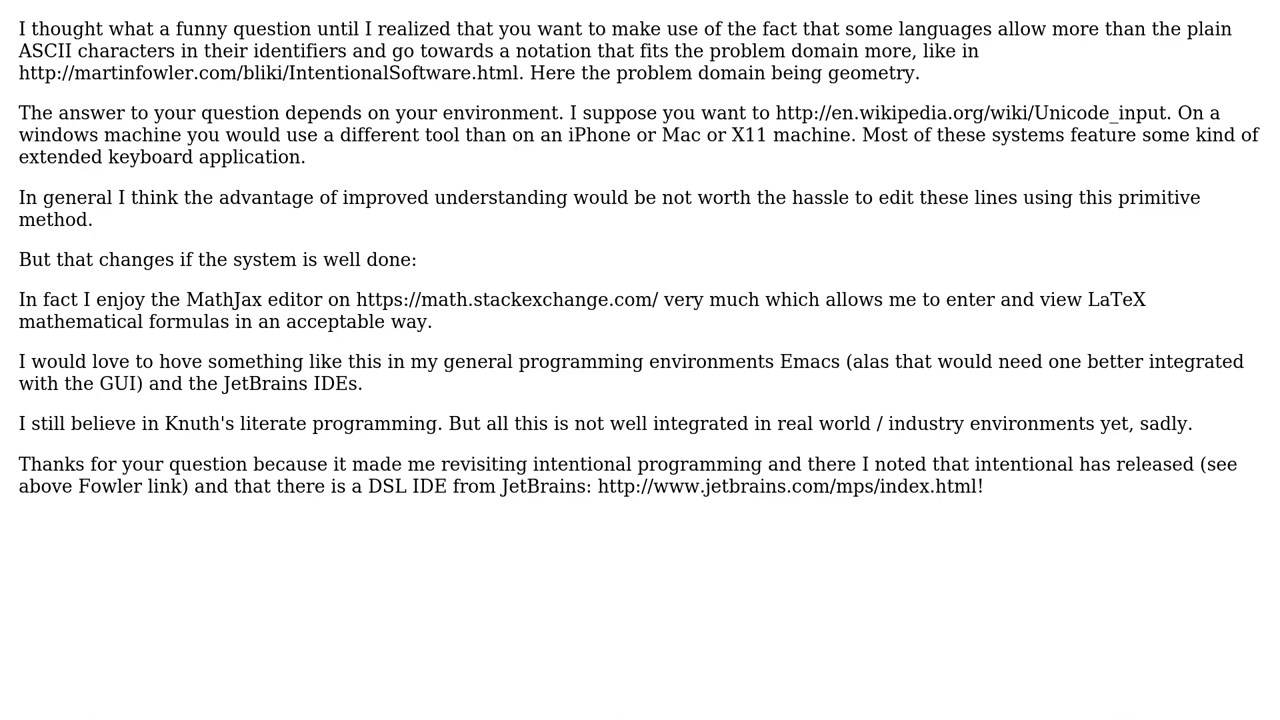 I thought what a funny question until I realized that you want to make use of the fact that some languages allow more than the plain
ASCII characters in their identifiers and go towards a notation that fits the problem domain more, like in
http://martinfowler.com/bliki/IntentionalSoftware.html. Here the problem domain being geometry.
The answer to your question depends on your environment. I suppose you want to http://en.wikipedia.org/wiki/Unicode_input. On a
windows machine you would use a different tool than on an iPhone or Mac or X11 machine. Most of these systems feature some kind of
extended keyboard application.
In general I think the advantage of improved understanding would be not worth the hassle to edit these lines using this primitive
method.
But that changes if the system is well done:
In fact I enjoy the MathJax editor on https://math.stackexchange.com/ very much which allows me to enter and view LaTeX
mathematical formulas in an acceptable way.
I would love to hove something like this in my general programming environments Emacs (alas that would need one better integrated
with the GUI) and the JetBrains IDEs.
I still believe in Knuth's literate programming. But all this is not well integrated in real world / industry environments yet, sadly.
Thanks for your question because it made me revisiting intentional programming and there I noted that intentional has released (see
above Fowler link) and that there is a DSL IDE from JetBrains: http://www.jetbrains.com/mps/index.html!